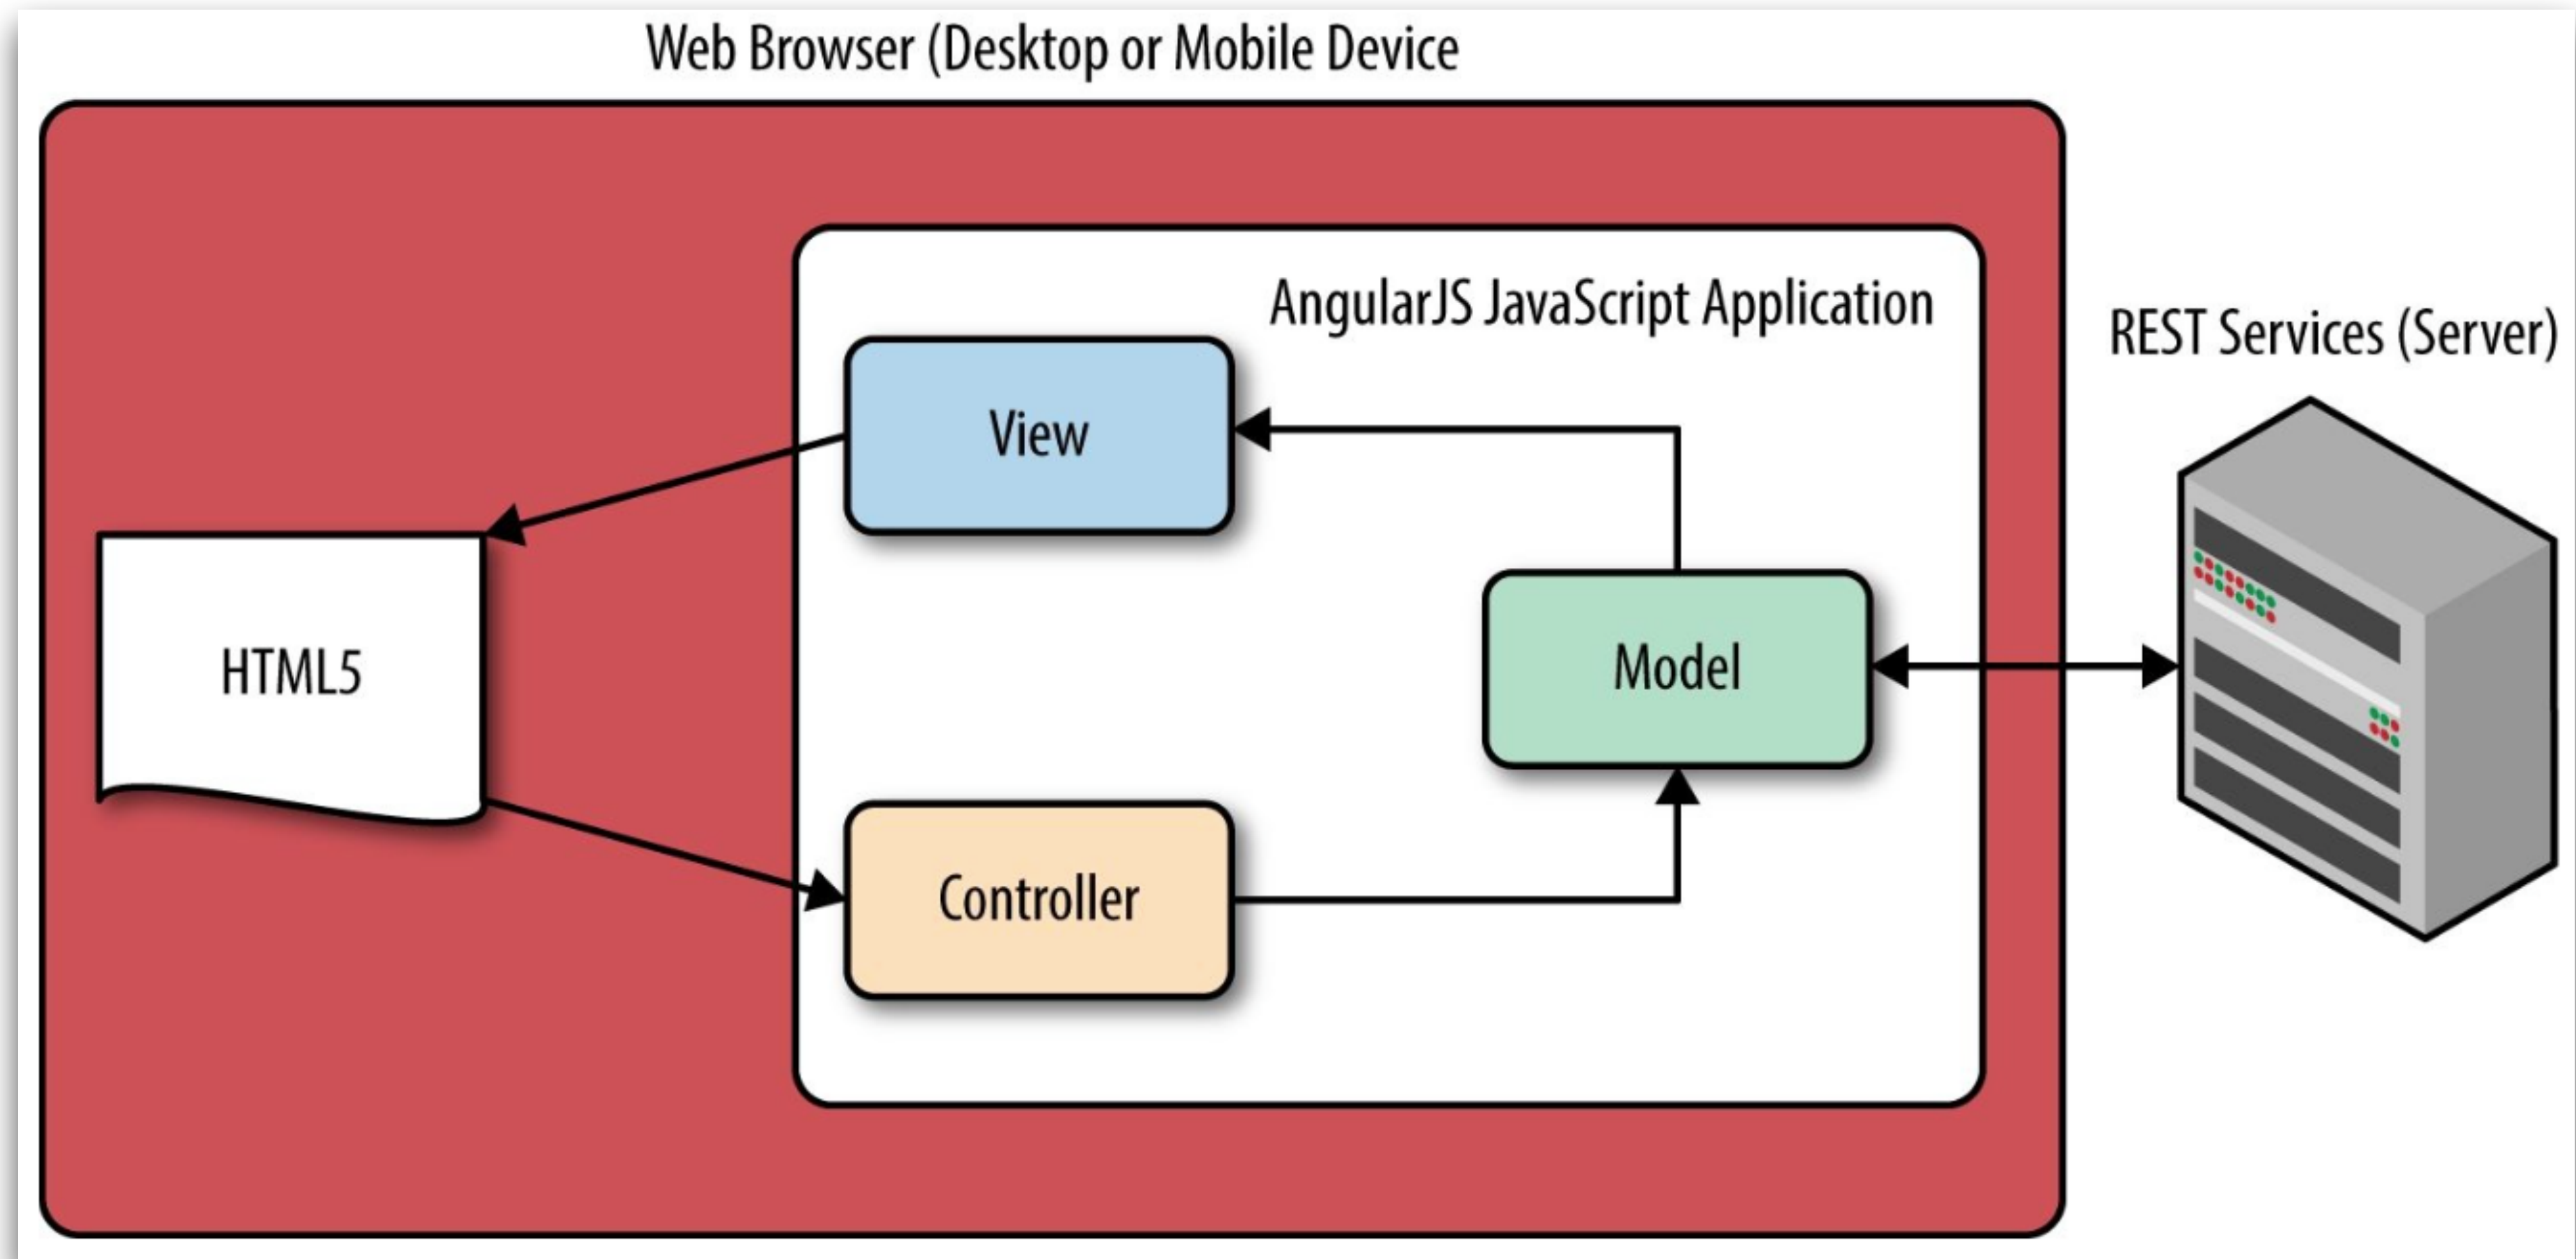 Web Browser (Desktop or Mobile Device
AngularJS JavaScript Application
REST Services (Server)
View
HTML5
Model
Controller